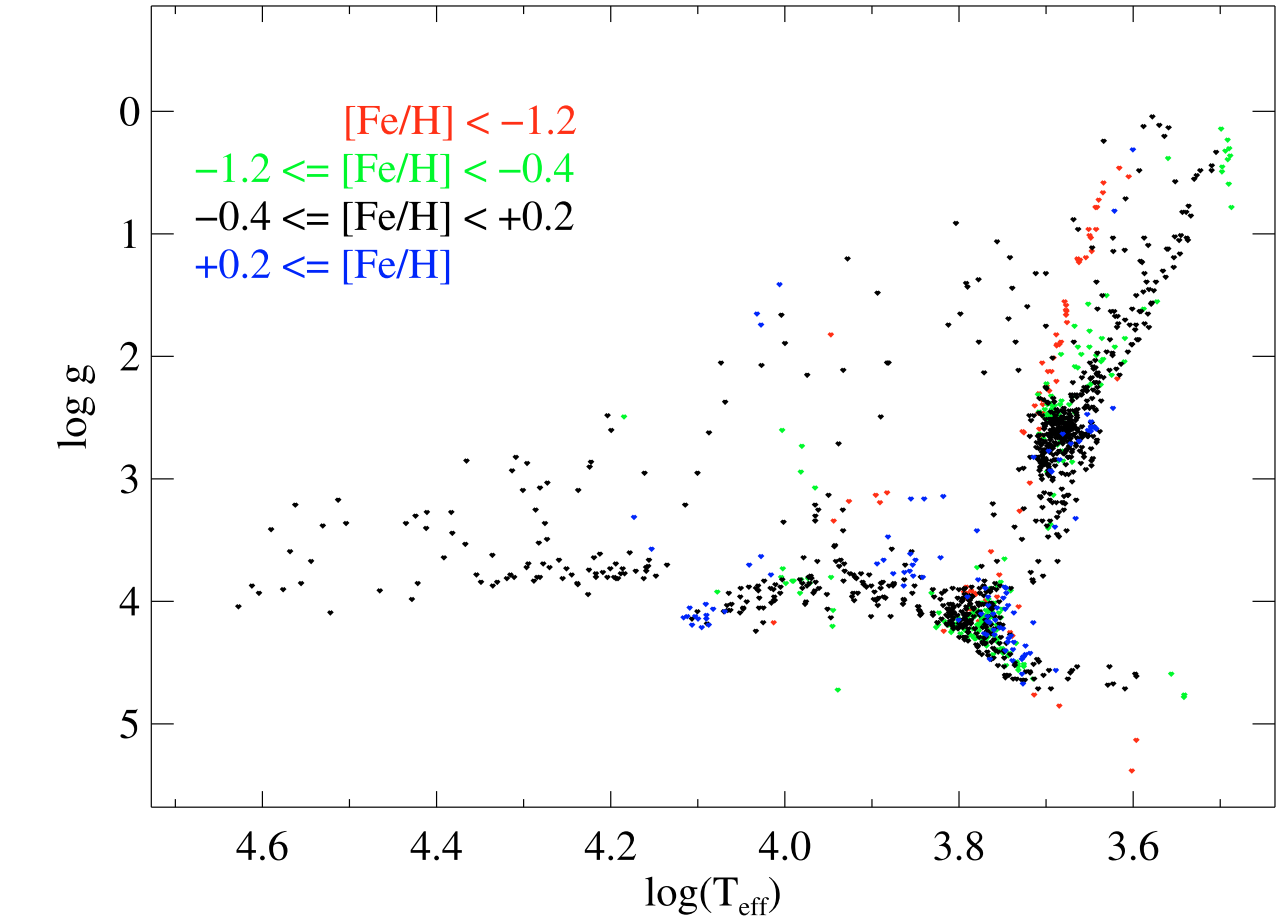 [Fe/H] < −1.2
−1.2 <= [Fe/H] < −0.4
−0.4 <= [Fe/H] < +0.2
+0.2 <= [Fe/H]
log g
0
1
2
3
4
5
4.6 4.4 4.2 4.0 3.8 3.6
log(Teff)